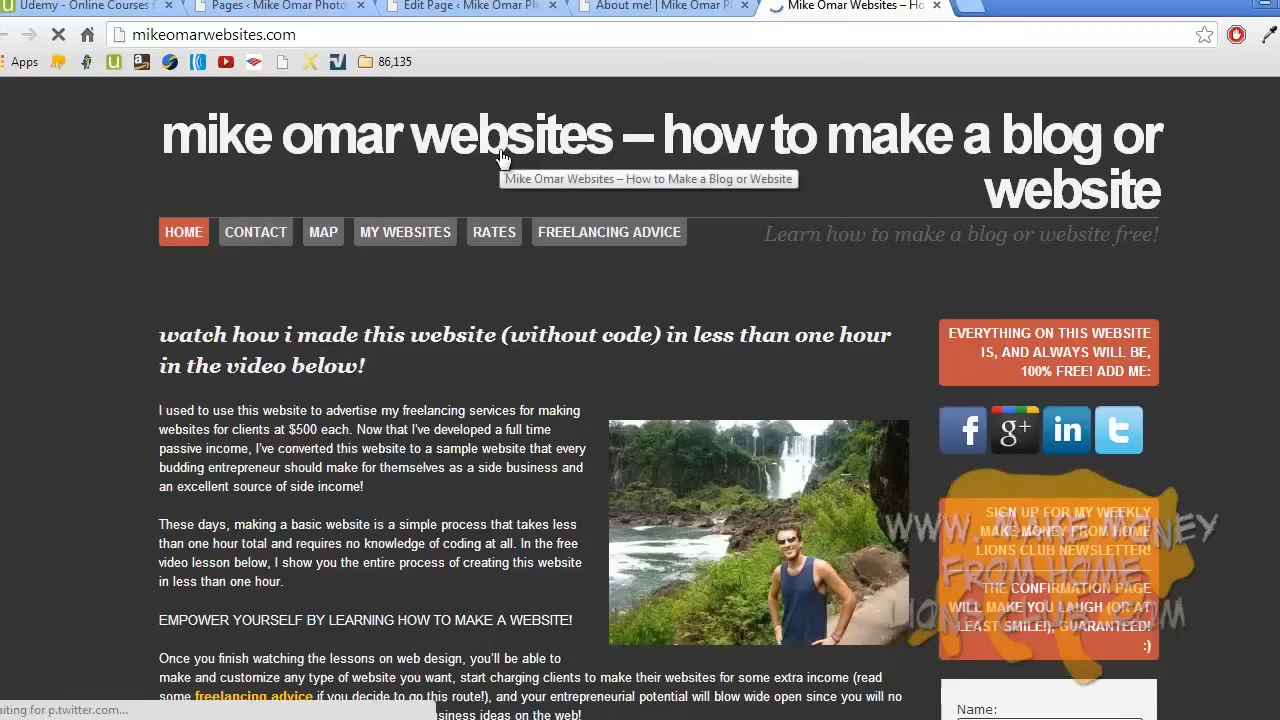 Udemy - Online Courses f
Pages ‹ Mike Omar Photo
Edit Page ‹ Mike Omar Ph
About me! | Mike Omar P
Mike Omar Websites – Ho
mikeomarwebsites.com
Apps
86,135
mike omar websites – how to make a blog or
website
Mike Omar Websites – How to Make a Blog or Website
HOME
CONTACT
MAP
MY WEBSITES
RATES
FREELANCING ADVICE
Learn how to make a blog or website free!
watch how i made this website (without code) in less than one hour
in the video below!
I used to use this website to advertise my freelancing services for making
websites for clients at $500 each. Now that I've developed a full time
passive income, I've converted this website to a sample website that every
budding entrepreneur should make for themselves as a side business and
an excellent source of side income!
These days, making a basic website is a simple process that takes less
than one hour total and requires no knowledge of coding at all. In the free
video lesson below, I show you the entire process of creating this website
in less than one hour.
EMPOWER YOURSELF BY LEARNING HOW TO MAKE A WEBSITE!
Once you finish watching the lessons on web design, you'll be able to
make and customize any type of website you want, start charging clients to make their websites for some extra income (read
some freelancing advice if you decide to go this route!), and your entrepreneurial potential will blow wide open since you will no
business ideas on the web!
EVERYTHING ON THIS WEBSITE
IS, AND ALWAYS WILL BE,
100% FREE! ADD ME:
f
g+
in
t
SIGN UP FOR MY WEEKLY
MAKE MONEY FROM HOME
LIONS CLUB NEWSLETTER!
THE CONFIRMATION PAGE
WILL MAKE YOU LAUGH (OR AT
LEAST SMILE!), GUARANTEED!
:)
WWW. MAKE MONEY
FROM HOME
LIONS CLUB.COM
Name:
aiting for p.twitter.com...